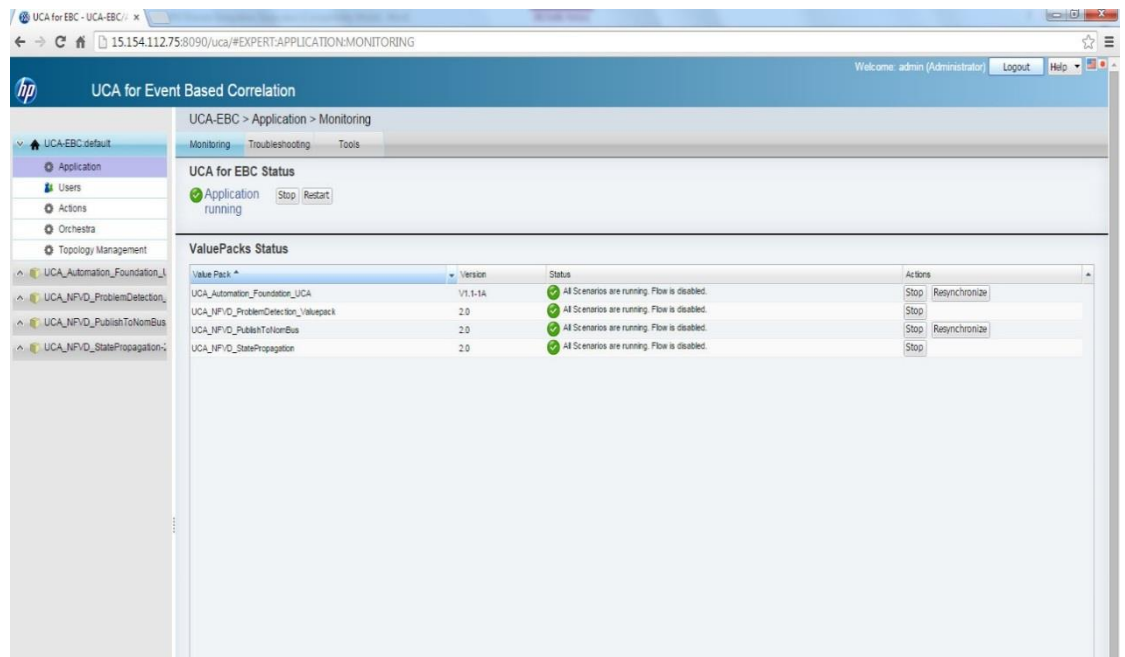 UCA for EBC - UCA-EBC//
15.154.112.75:8090/uca/#EXPERT:APPLICATION:MONITORING
Welcome: admin (Administrator) Logout Help
hp UCA for Event Based Correlation
UCA-EBC > Application > Monitoring
UCA-EBC:default
Monitoring Troubleshooting Tools
Application
Users
Actions
Orchestra
Topology Management
UCA_Automation_Foundation_U
UCA_NFVD_ProblemDetection_
UCA_NFVD_PublishToNomBus
UCA_NFVD_StatePropagation-2
UCA for EBC Status
Application Stop Restart
running
ValuePacks Status
Value Pack Version Status Actions
UCA_Automation_Foundation_UCA V1.1-1A All Scenarios are running. Flow is disabled. Stop Resynchronize
UCA_NFVD_ProblemDetection_Valuepack 2.0 All Scenarios are running. Flow is disabled. Stop
UCA_NFVD_PublishToNomBus 2.0 All Scenarios are running. Flow is disabled. Stop Resynchronize
UCA_NFVD_StatePropagation 2.0 All Scenarios are running. Flow is disabled. Stop